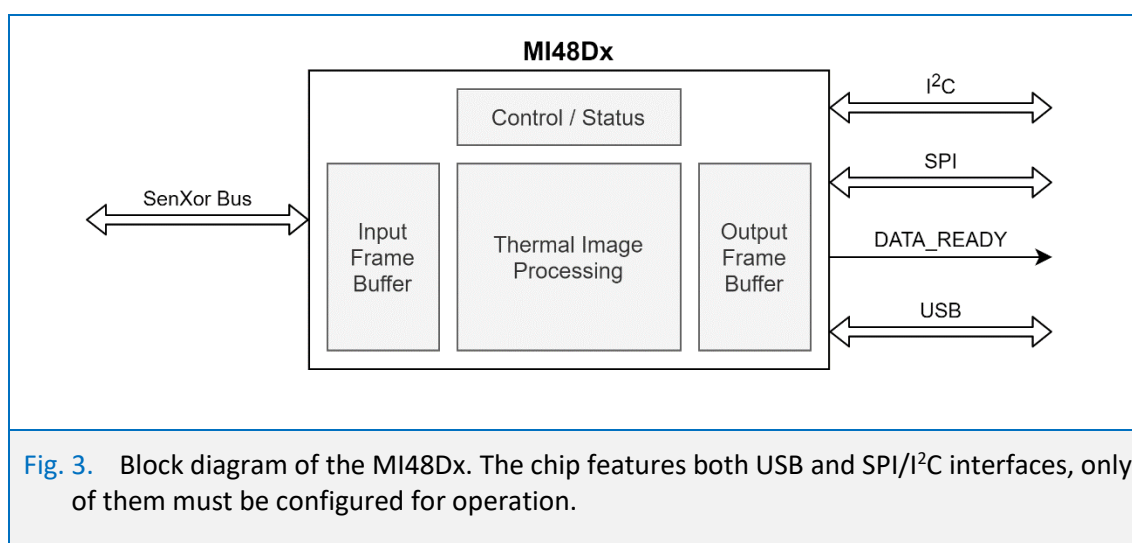 MI48Dx
Control / Status
I²C
SPI
SenXor Bus
Input
Frame
Buffer
Thermal Image
Processing
Output
Frame
Buffer
DATA_READY
USB
Fig. 3. Block diagram of the MI48Dx. The chip features both USB and SPI/I²C interfaces, only
of them must be configured for operation.